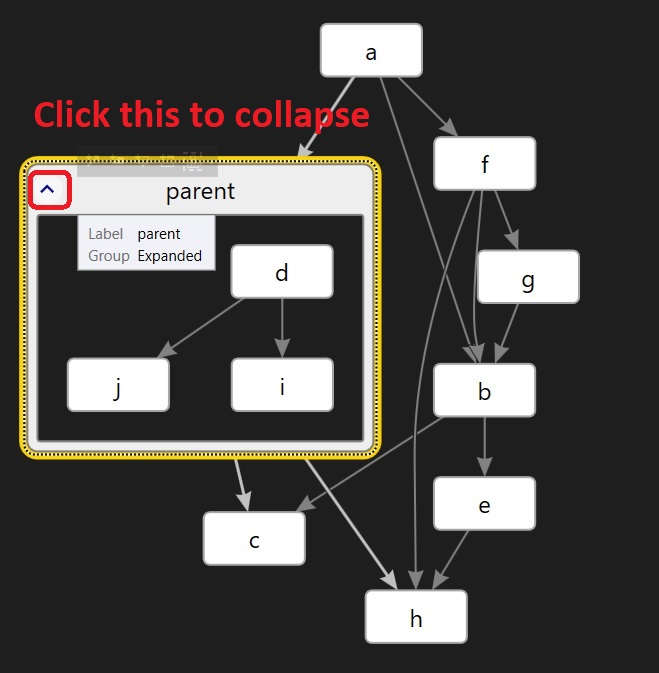 a
Click this to collapse
f
parent
Label parent
Group Expanded
d
g
j
i
b
e
c
h